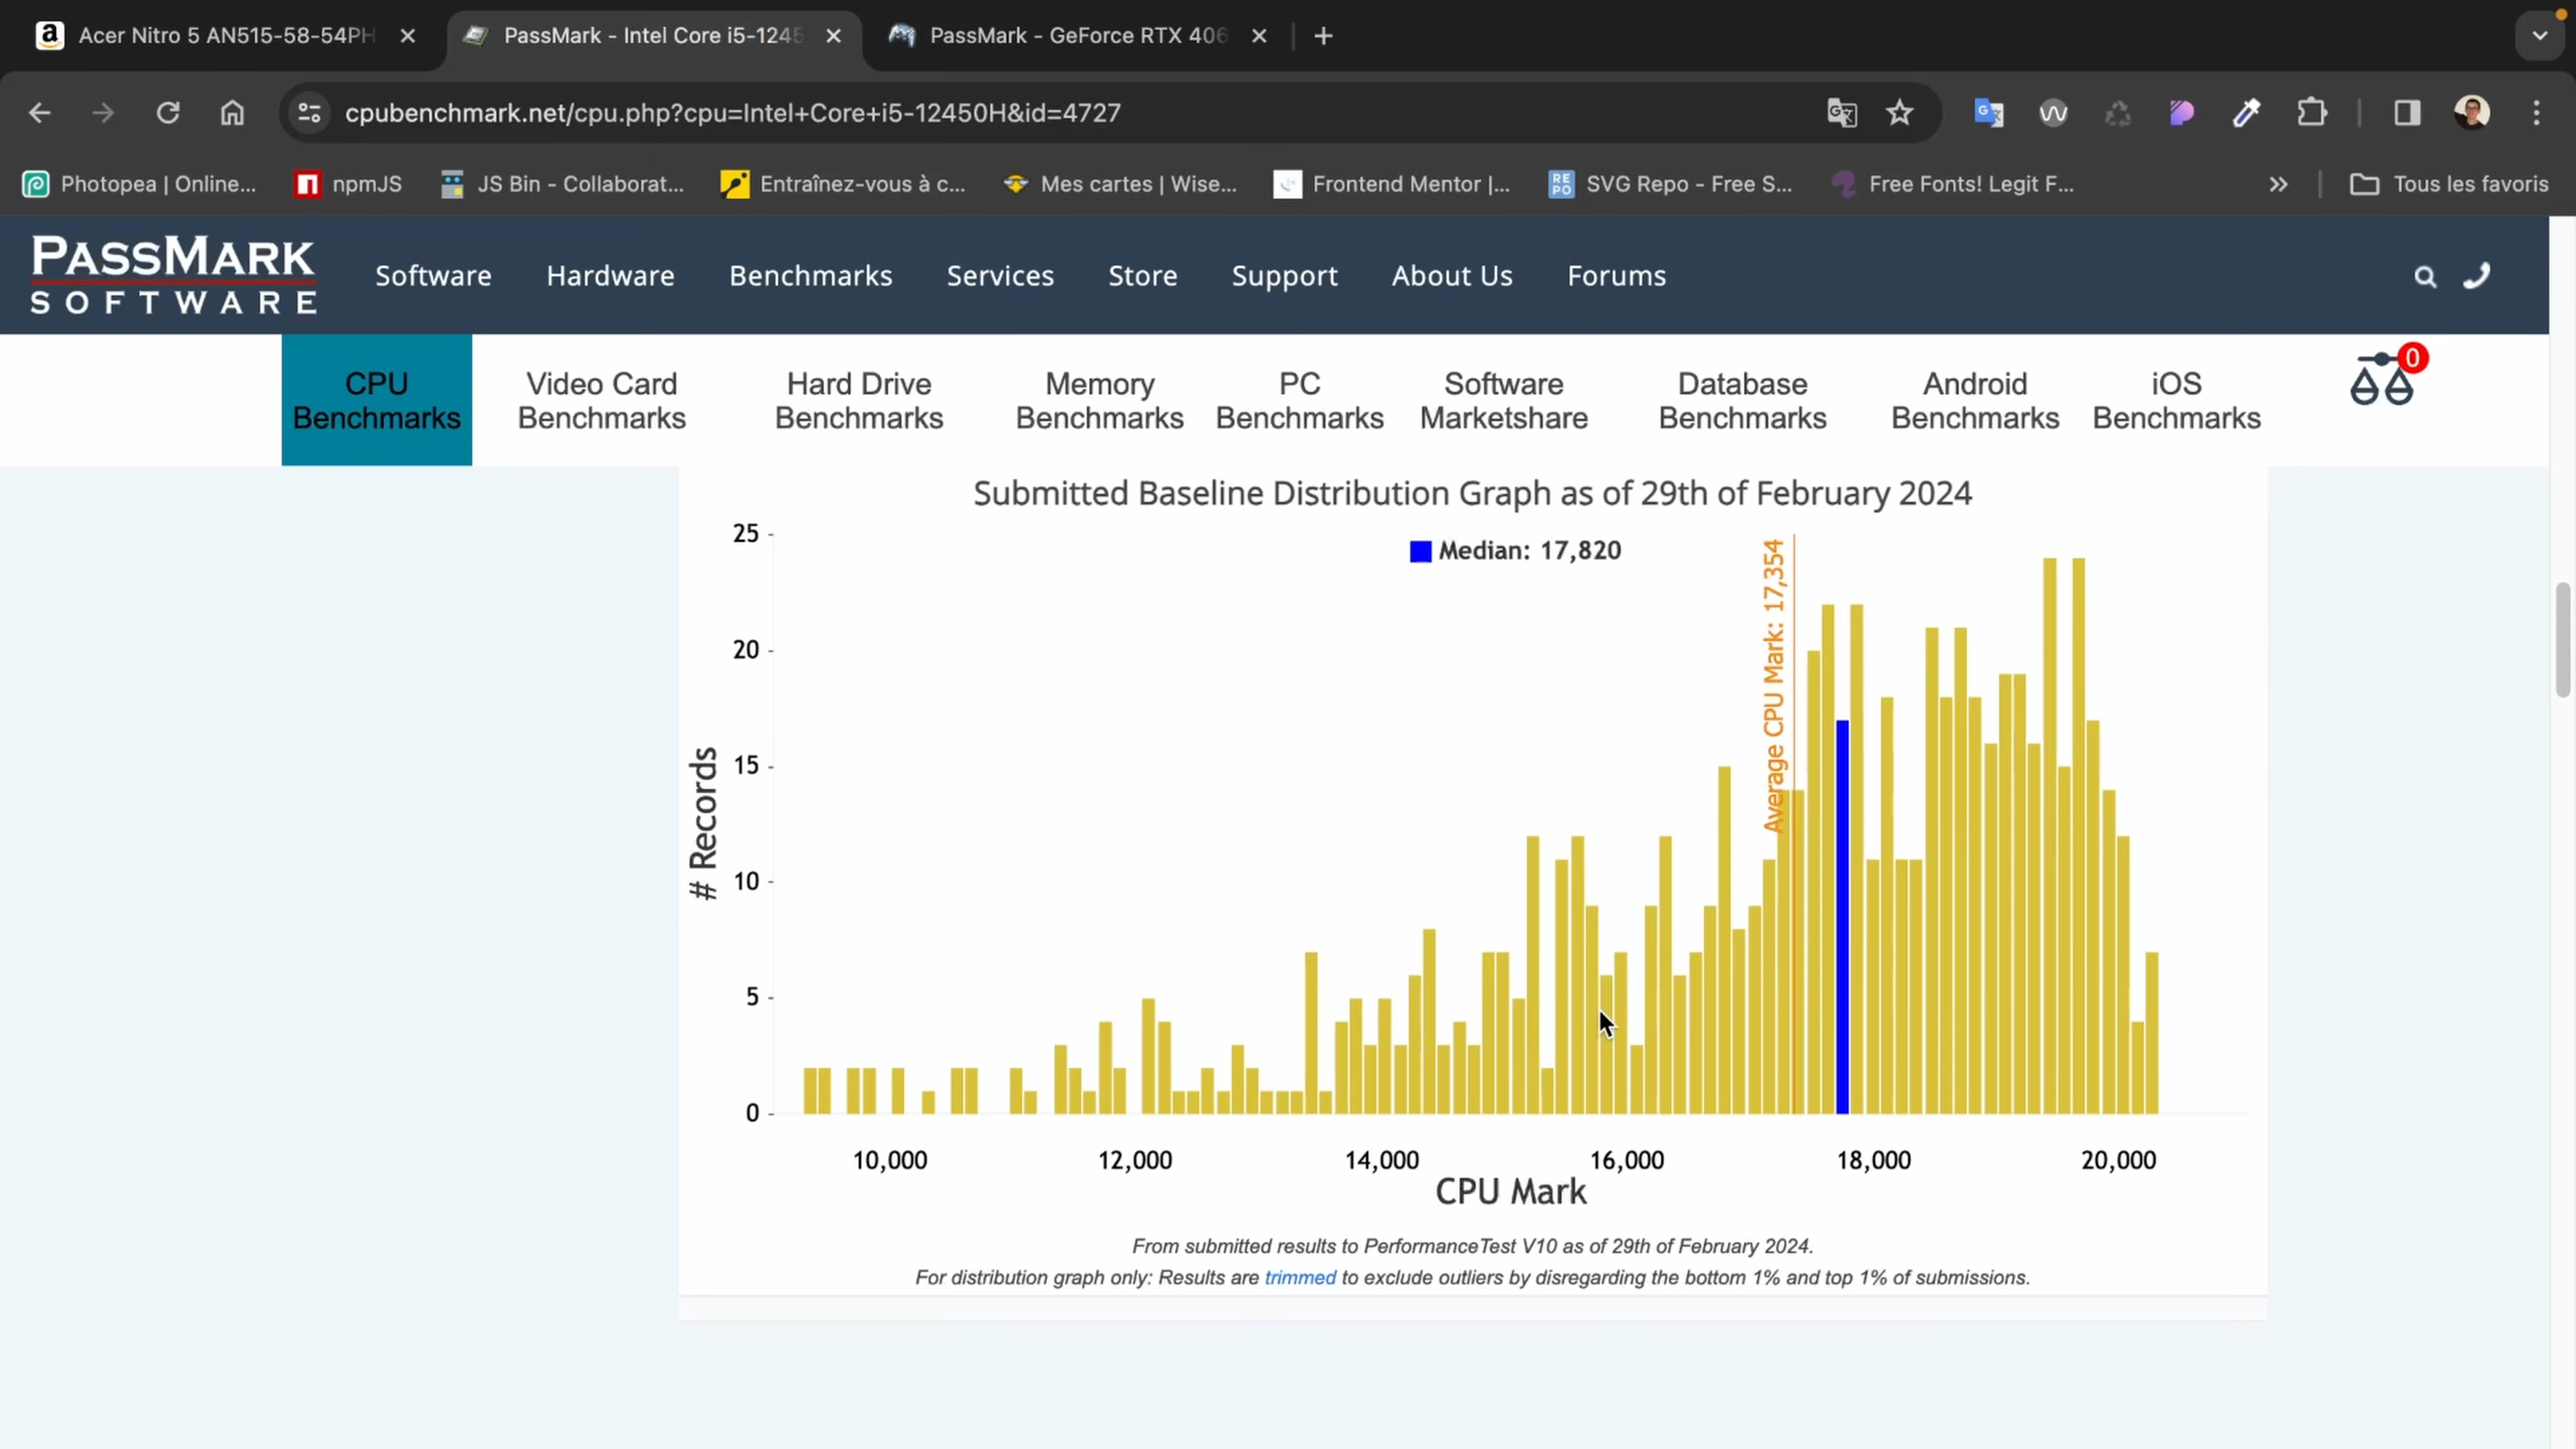 Acer Nitro 5 AN515-58-54PH
PassMark - Intel Core i5-1245
PassMark - GeForce RTX 406
cpubenchmark.net/cpu.php?cpu=Intel+Core+i5-12450H&id=4727
Photopea | Online...
npmJS
JS Bin - Collaborat...
Entraînez-vous à c...
Mes cartes | Wise...
Frontend Mentor |...
RE
PO
SVG Repo - Free S...
Free Fonts! Legit F...
Tous les favoris
PASSMARK
SOFTWARE
Software
Hardware
Benchmarks
Services
Store
Support
About Us
Forums
CPU
Benchmarks
Video Card
Benchmarks
Hard Drive
Benchmarks
Memory
Benchmarks
PC
Benchmarks
Software
Marketshare
Database
Benchmarks
Android
Benchmarks
iOS
Benchmarks
0
Submitted Baseline Distribution Graph as of 29th of February 2024
Median: 17,820
Average CPU Mark: 17,354
# Records
25
20
15
10
5
0
10,000
12,000
14,000
16,000
18,000
20,000
CPU Mark
From submitted results to PerformanceTest V10 as of 29th of February 2024.
For distribution graph only: Results are trimmed to exclude outliers by disregarding the bottom 1% and top 1% of submissions.